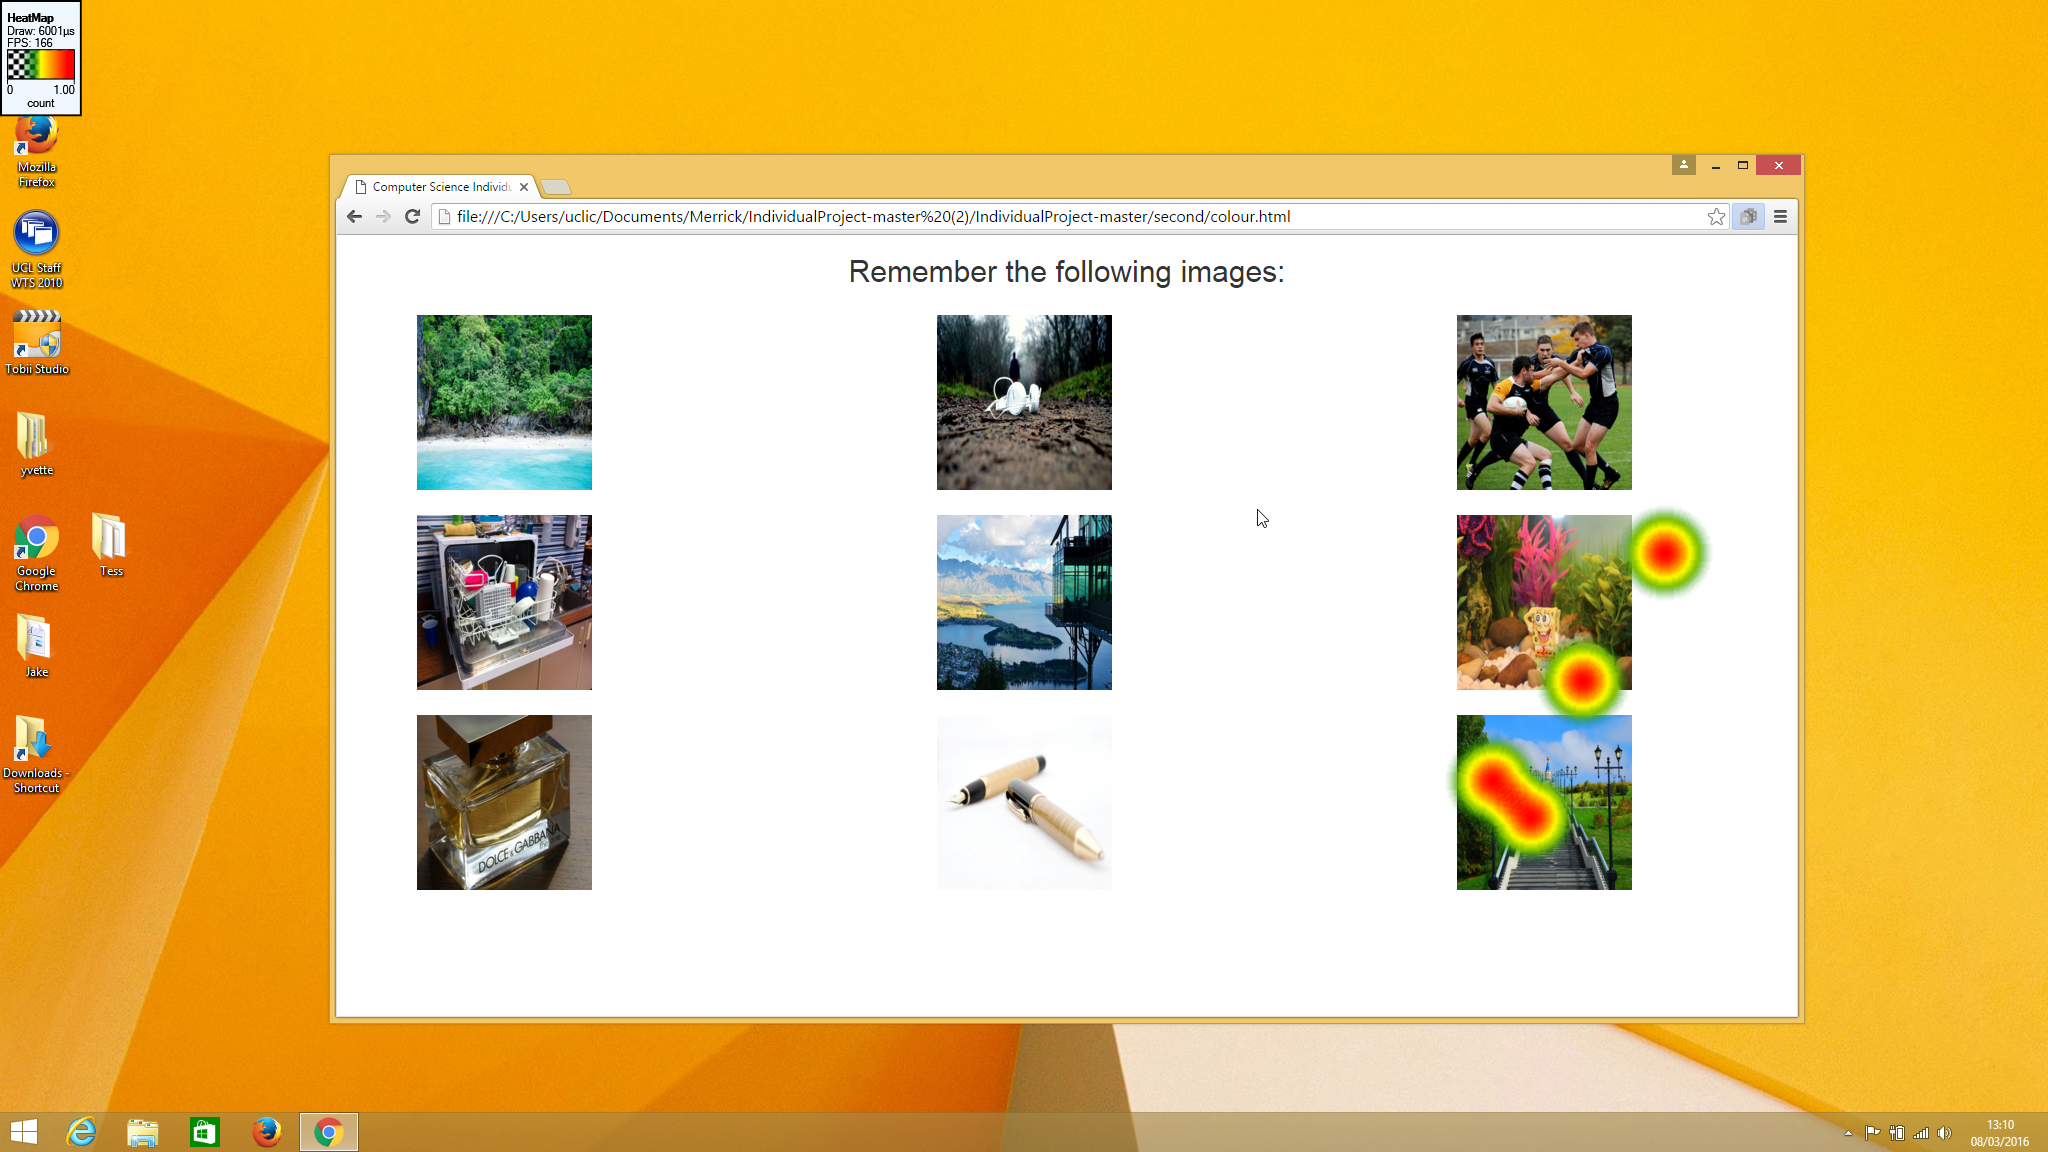 HeatMap
Draw: 6001µs
FPS: 166
0 1.00
count
Mozilla
Firefox
UCL Staff
WTS 2010
Tobii Studio
yvette
Google
Chrome
Tess
Jake
Downloads -
Shortcut
Computer Science Individu
file:///C:/Users/uclic/Documents/Merrick/IndividualProject-master%20(2)/IndividualProject-master/second/colour.html
Remember the following images:
DOLCE & GABBANA
13:10
08/03/2016